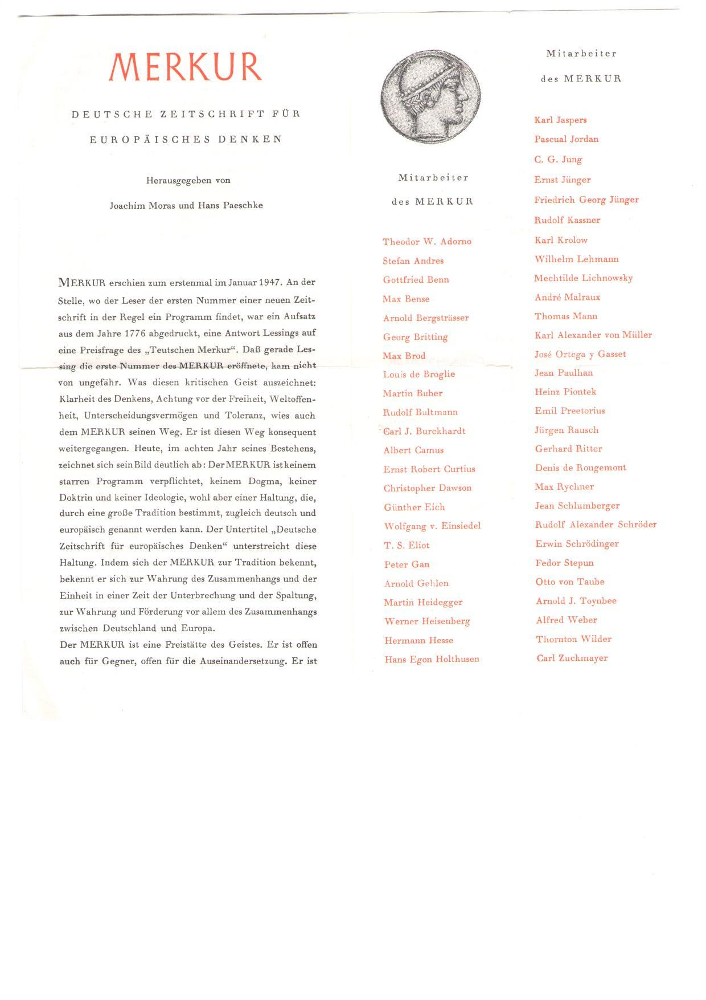 MERKUR
DEUTSCHE ZEITSCHRIFT FÜR
EUROPÄISCHES DENKEN
Herausgegeben von
Joachim Moras und Hans Paeschke
MERKUR erschien zum erstenmal im Januar 1947. An der
Stelle, wo der Leser der ersten Nummer einer neuen Zeit-
schrift in der Regel ein Programm findet, war ein Aufsatz
aus dem Jahre 1776 abgedruckt, eine Antwort Lessings auf
eine Preisfrage des „Teutschen Merkur“. Daß gerade Les-
sing die erste Nummer des MERKUR eröffnete, kam nicht
von ungefähr. Was diesen kritischen Geist auszeichnet:
Klarheit des Denkens, Achtung vor der Freiheit, Weltoffen-
heit, Unterscheidungsvermögen und Toleranz, wies auch
dem MERKUR seinen Weg. Er ist diesen Weg konsequent
weitergegangen. Heute, im achten Jahr seines Bestehens,
zeichnet sich sein Bild deutlich ab: Der MERKUR ist keinem
starren Programm verpflichtet, keinem Dogma, keiner
Doktrin und keiner Ideologie, wohl aber einer Haltung, die,
durch eine große Tradition bestimmt, zugleich deutsch und
europäisch genannt werden kann. Der Untertitel „Deutsche
Zeitschrift für europäisches Denken“ unterstreicht diese
Haltung. Indem sich der MERKUR zur Tradition bekennt,
bekennt er sich zur Wahrung des Zusammenhangs und der
Einheit in einer Zeit der Unterbrechung und der Spaltung,
zur Wahrung und Förderung vor allem des Zusammenhangs
zwischen Deutschland und Europa.
Der MERKUR ist eine Freistätte des Geistes. Er ist offen
auch für Gegner, offen für die Auseinandersetzung. Er ist
Mitarbeiter
des MERKUR
Theodor W. Adorno
Stefan Andres
Gottfried Benn
Max Bense
Arnold Bergsträsser
Georg Britting
Max Brod
Louis de Broglie
Martin Buber
Rudolf Bultmann
Carl J. Burckhardt
Albert Camus
Ernst Robert Curtius
Christopher Dawson
Günther Eich
Wolfgang v. Einsiedel
T. S. Eliot
Peter Gan
Arnold Gehlen
Martin Heidegger
Werner Heisenberg
Hermann Hesse
Hans Egon Holthusen
Mitarbeiter
des MERKUR
Karl Jaspers
Pascual Jordan
C. G. Jung
Ernst Jünger
Friedrich Georg Jünger
Rudolf Kassner
Karl Krolow
Wilhelm Lehmann
Mechtilde Lichnowsky
André Malraux
Thomas Mann
Karl Alexander von Müller
José Ortega y Gasset
Jean Paulhan
Heinz Piontek
Emil Preetorius
Jürgen Rausch
Gerhard Ritter
Denis de Rougemont
Max Rychner
Jean Schlumberger
Rudolf Alexander Schröder
Erwin Schrödinger
Fedor Stepun
Otto von Taube
Arnold J. Toynbee
Alfred Weber
Thornton Wilder
Carl Zuckmayer